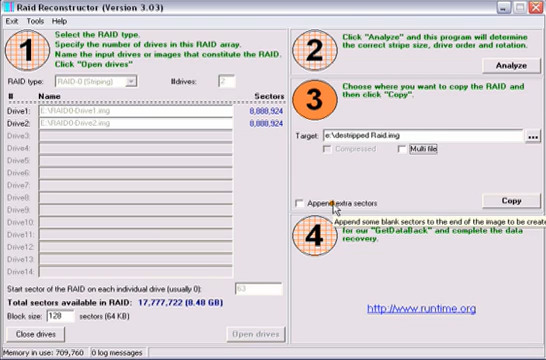 Raid Reconstructor (Version 3.03)
Exit Tools Help
1
Select the RAID type.
Specify the number of drives in this RAID array.
Name the input drives or images that constitute the RAID.
Click "Open drives"
RAID type: RAID-0 (Striping) #drives: 2
# Name Sectors
Drive1: E:\RAID0-Drive1.img 8,888,924
Drive2: E:\RAID0-Drive2.img 8,888,924
Drive3:
Drive4:
Drive5:
Drive6:
Drive7:
Drive8:
Drive9:
Drive10:
Drive11:
Drive12:
Drive13:
Drive14:
Start sector of the RAID on each individual drive (usually 0): 63
Total sectors available in RAID: 17,777,722 (8.48 GB)
Block size: 128 sectors (64 KB)
Close drives Open drives
Memory in use: 709,760 0 log messages
2
Click "Analyze" and this program will determine
the correct stripe size, drive order and rotation.
Analyze
3
Choose where you want to copy the RAID and
then click "Copy".
Target: e:\destripped Raid.img ...
Compressed Multi file
Append extra sectors Copy
Append some blank sectors to the end of the image to be create
4
for our "GetDataBack" and complete the data
recovery.
http://www.runtime.org